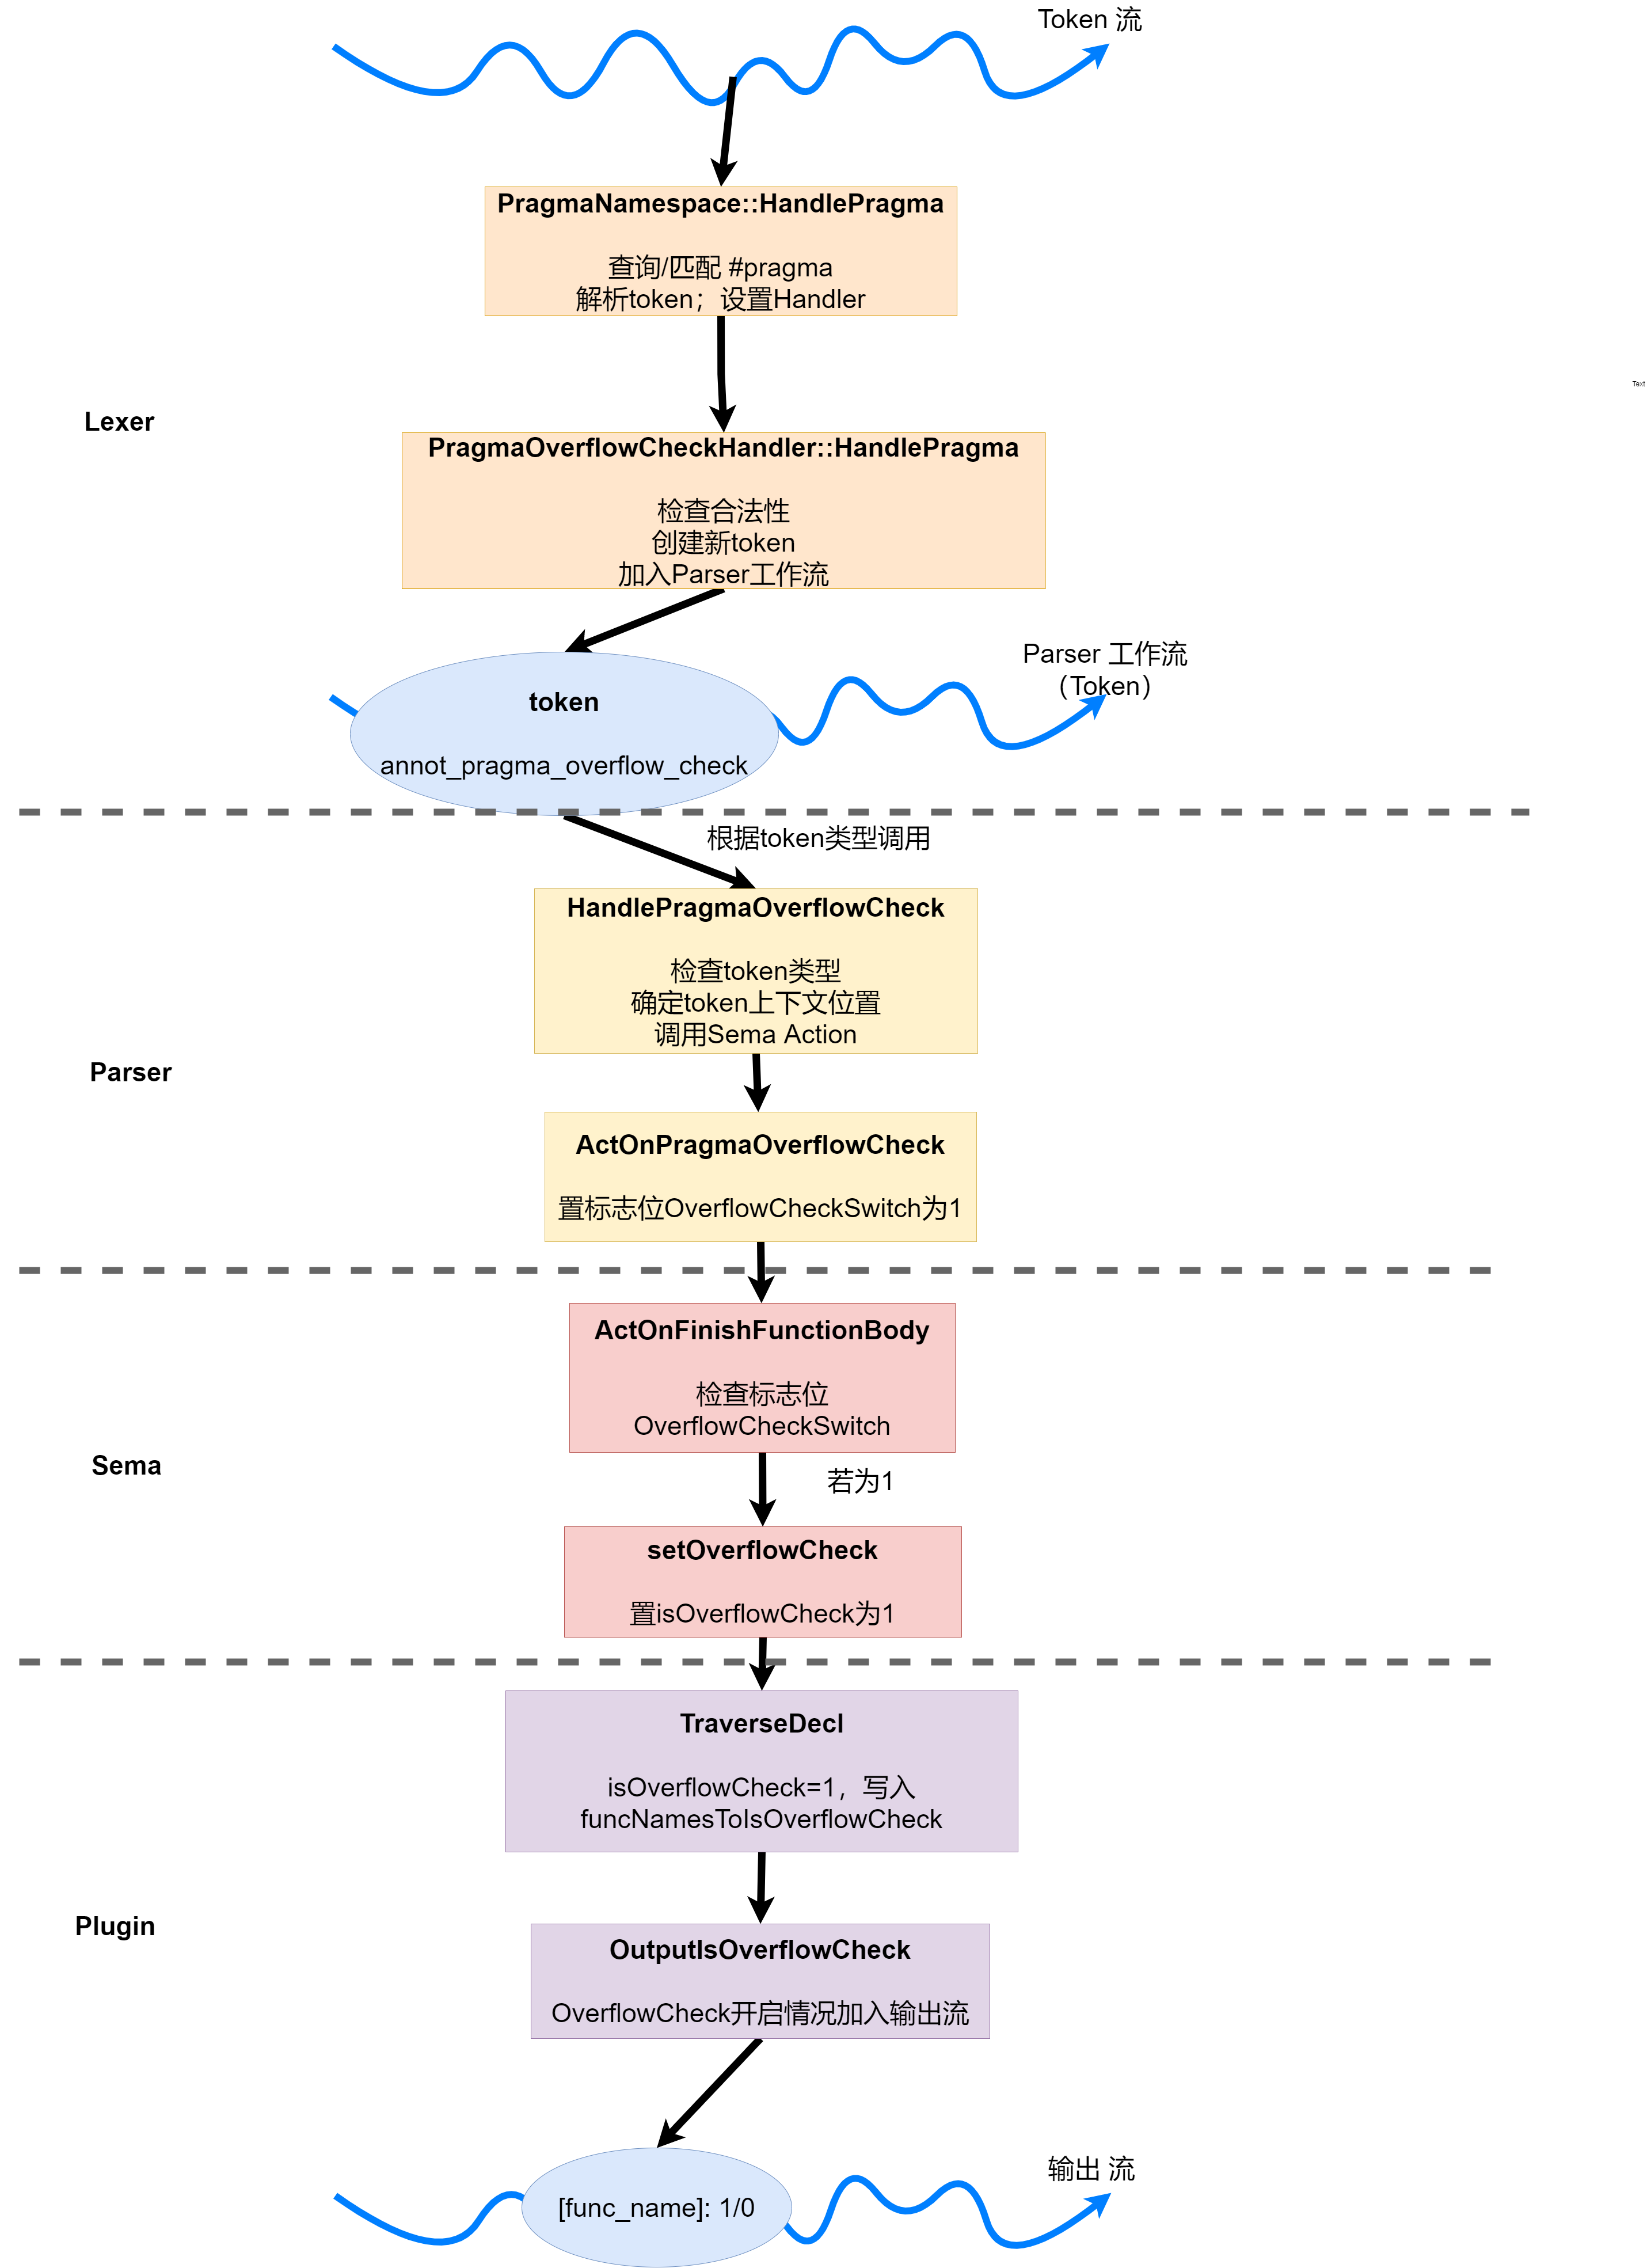 Token 流
PragmaNamespace::HandlePragma
查询/匹配 #pragma
解析token；设置Handler
Text
Lexer
PragmaOverflowCheckHandler::HandlePragma
检查合法性
创建新token
加入Parser工作流
Parser 工作流
（Token）
token
annot_pragma_overflow_check
根据token类型调用
HandlePragmaOverflowCheck
检查token类型
确定token上下文位置
调用Sema Action
Parser
ActOnPragmaOverflowCheck
置标志位OverflowCheckSwitch为1
ActOnFinishFunctionBody
检查标志位
OverflowCheckSwitch
Sema
若为1
setOverflowCheck
置isOverflowCheck为1
TraverseDecl
isOverflowCheck=1，写入
funcNamesToIsOverflowCheck
Plugin
OutputIsOverflowCheck
OverflowCheck开启情况加入输出流
输出 流
[func_name]: 1/0